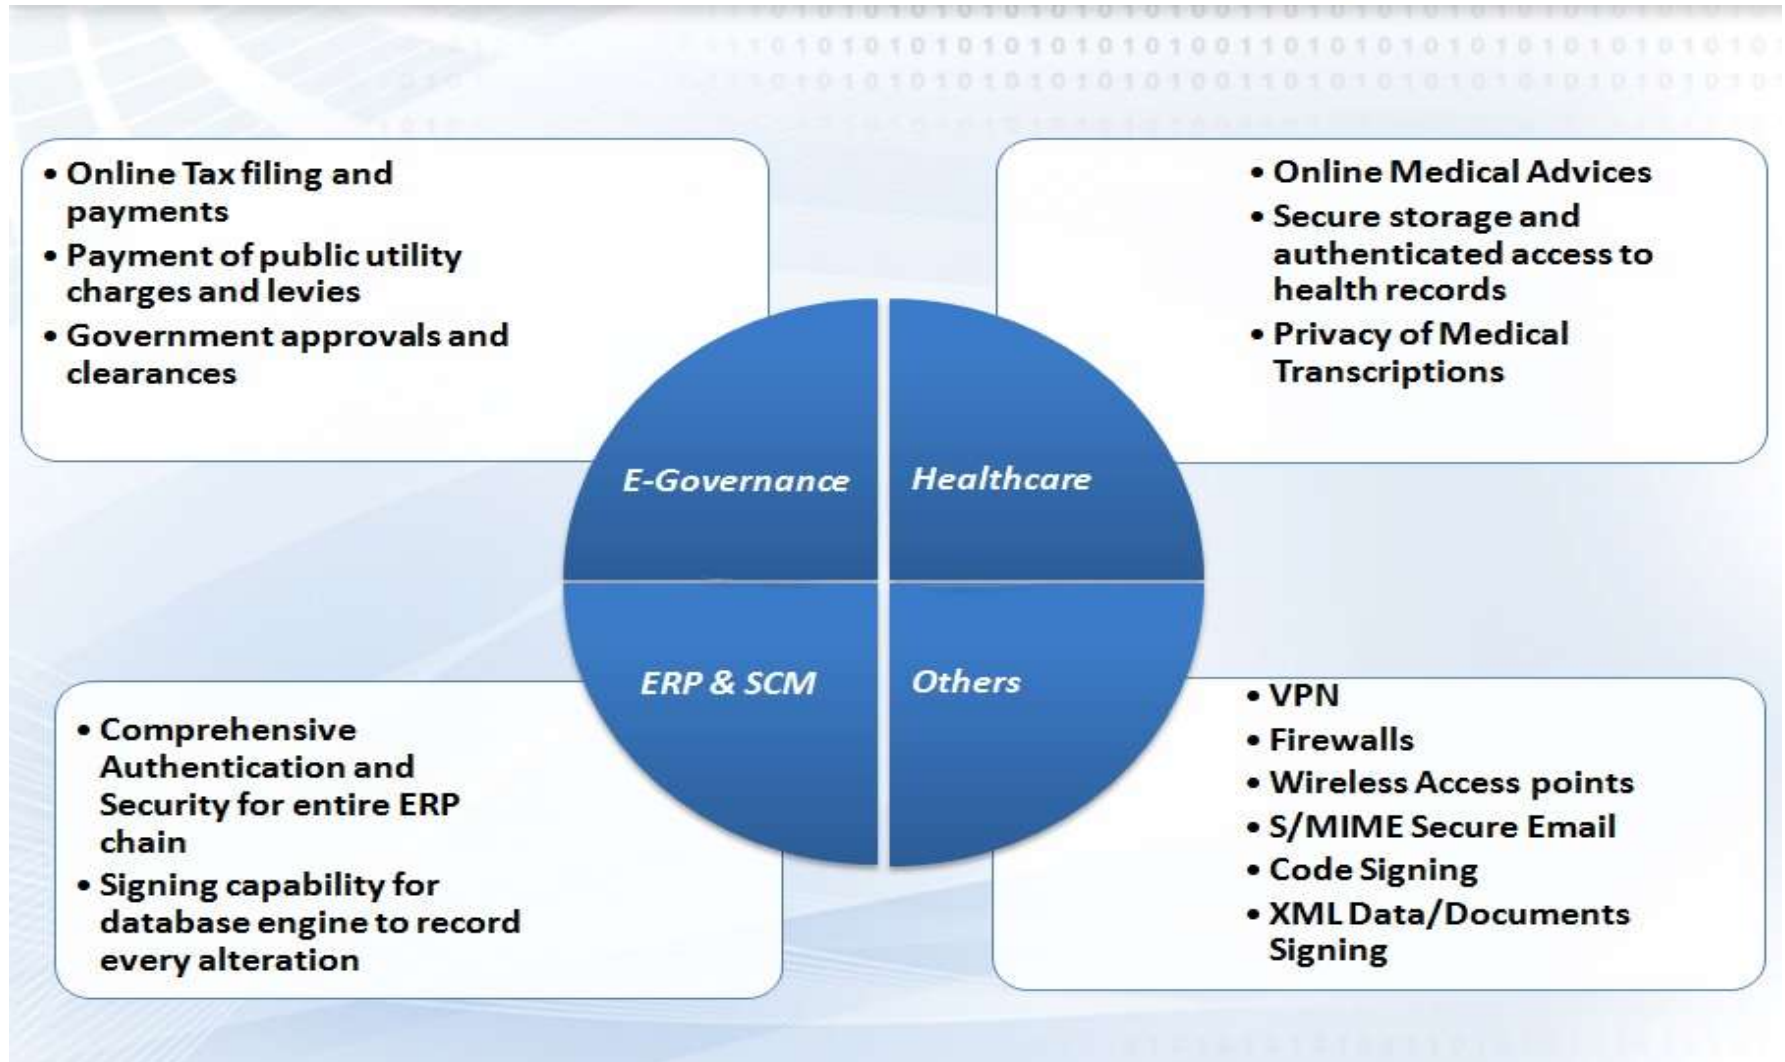 • Online Tax filing and
payments
• Payment of public utility
charges and levies
• Government approvals and
clearances
• Online Medical Advices
• Secure storage and
authenticated access to
health records
• Privacy of Medical
Transcriptions
E-Governance
Healthcare
ERP & SCM
Others
• Comprehensive
Authentication and
Security for entire ERP
chain
• Signing capability for
database engine to record
every alteration
• VPN
• Firewalls
• Wireless Access points
• S/MIME Secure Email
• Code Signing
• XML Data/Documents
Signing